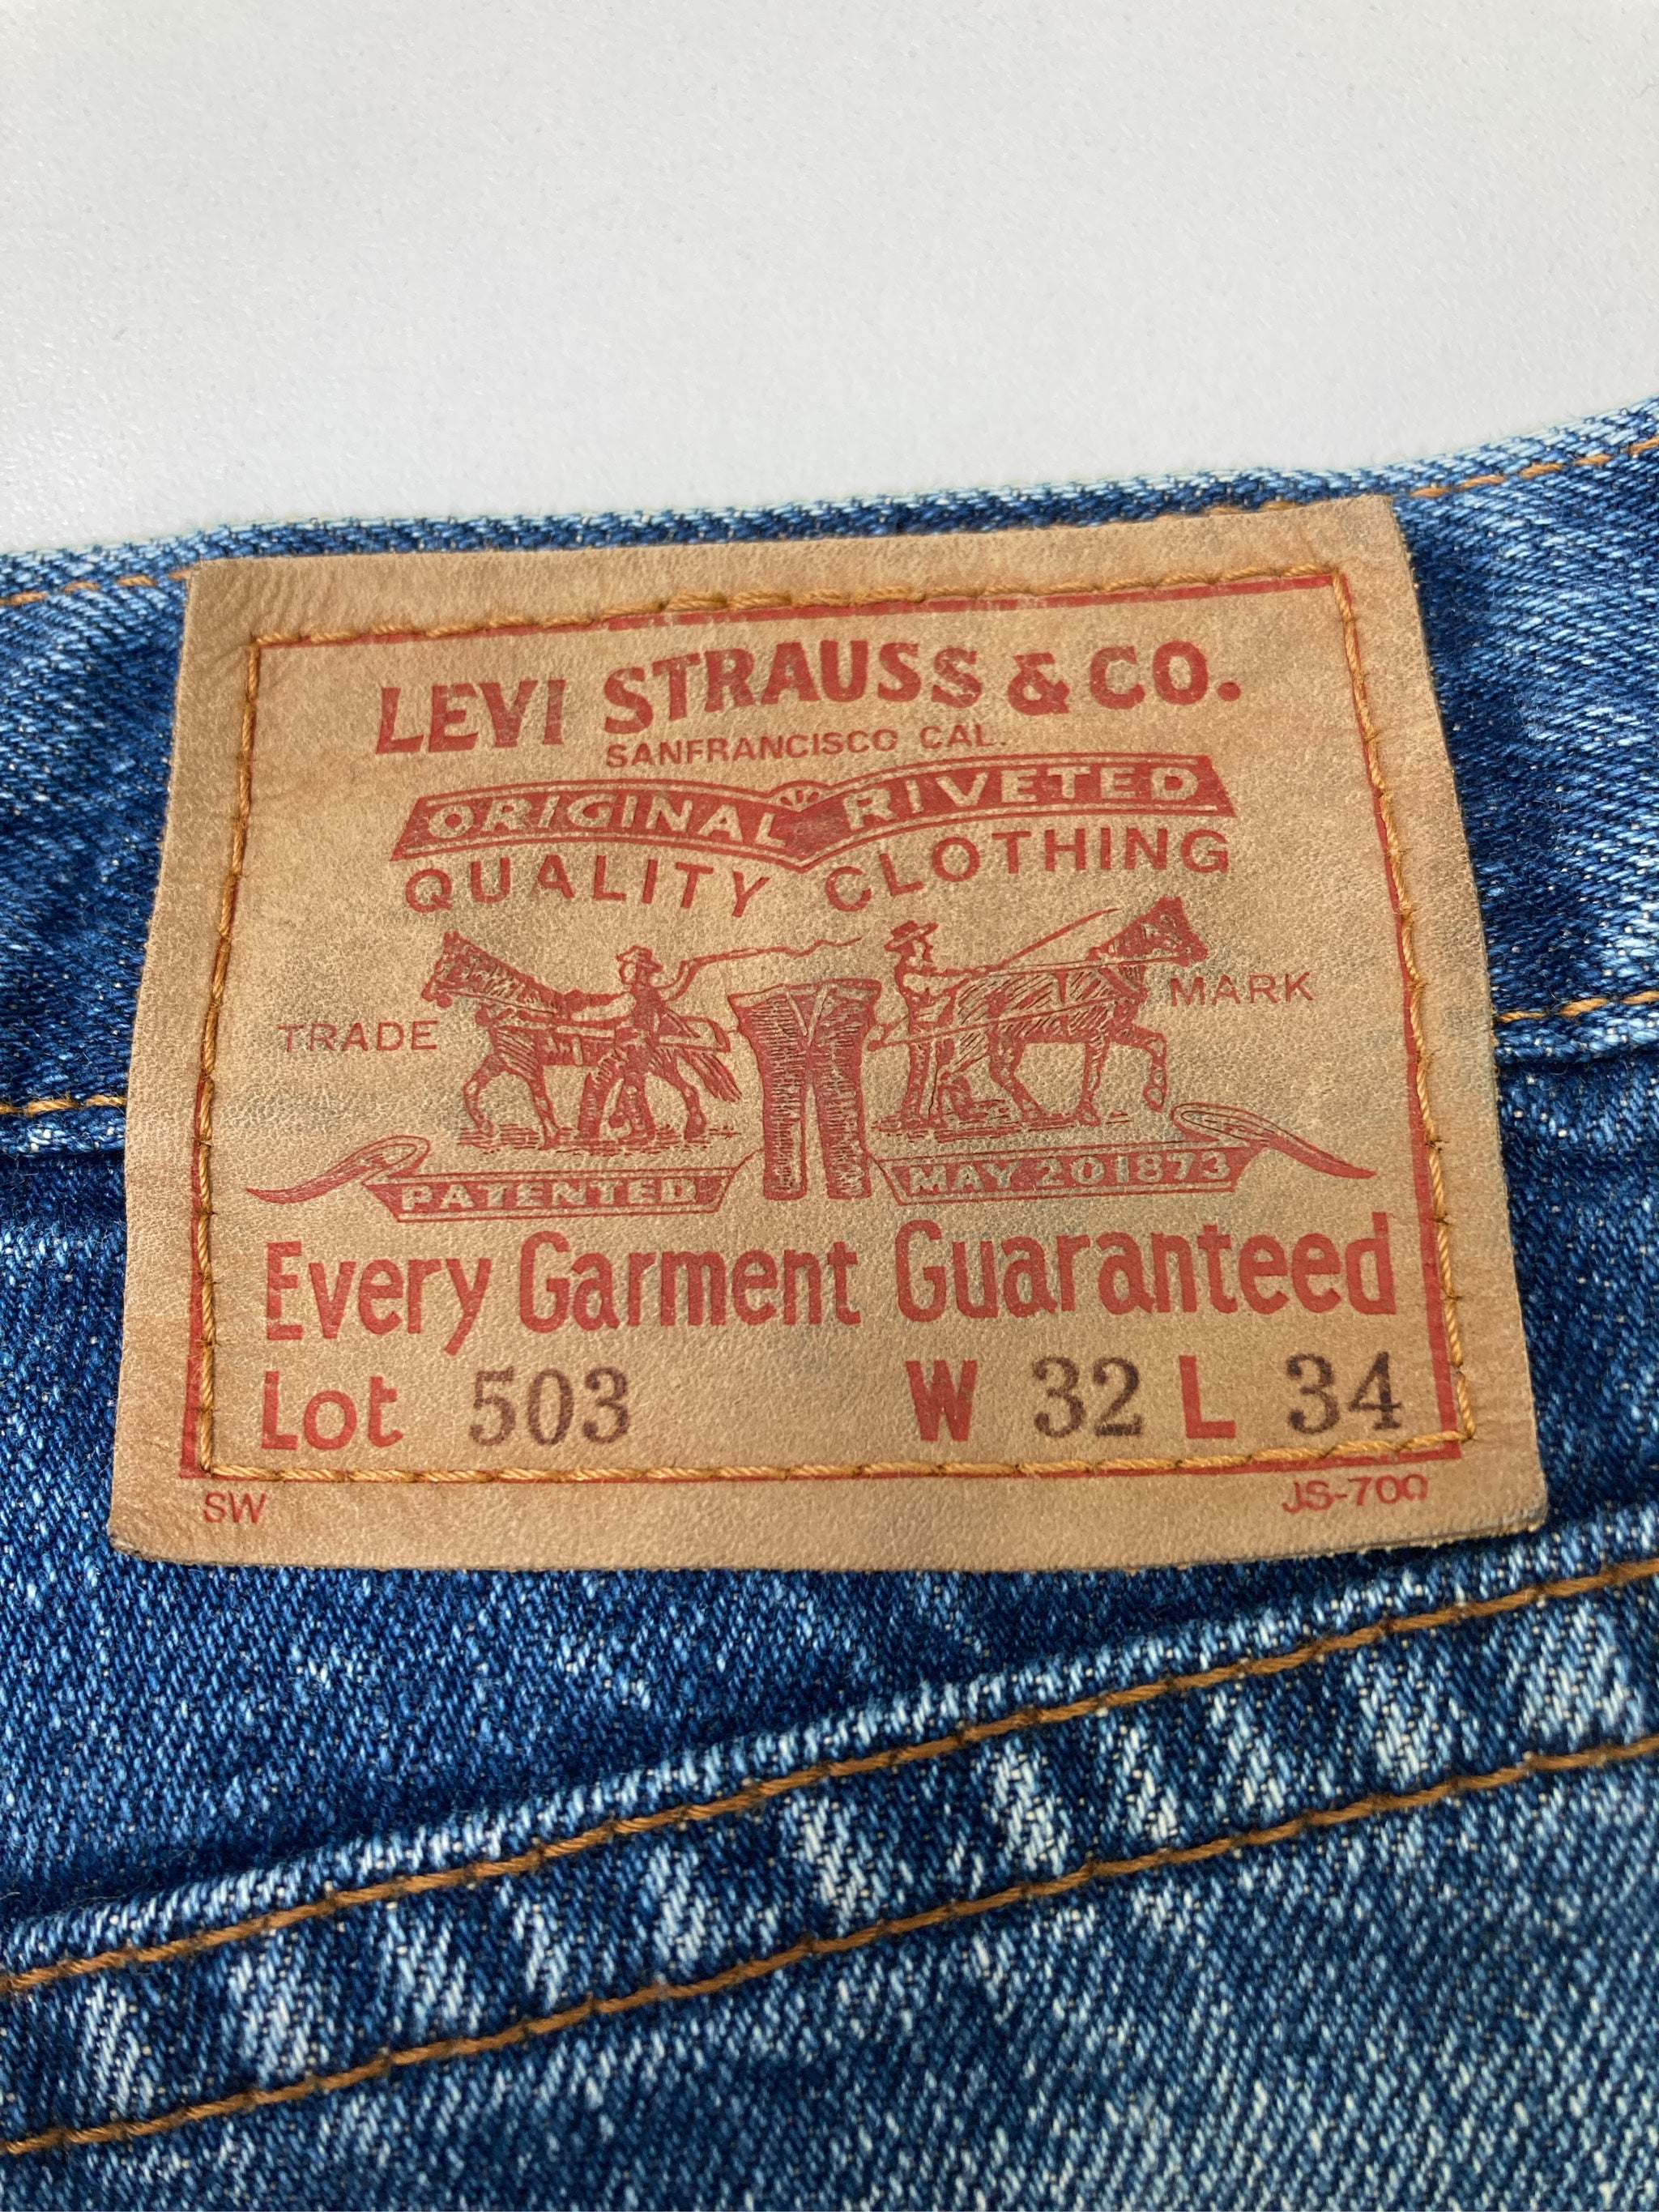 LEVI STRAUSS & CO.
SANFRANCISCO CAL.
ORIGINAL RIVETED
QUALITY CLOTHING
TRADE MARK
PATENTED MAY 20 1873
Every Garment Guaranteed
Lot 503 W 32 L 34
SW JS-700